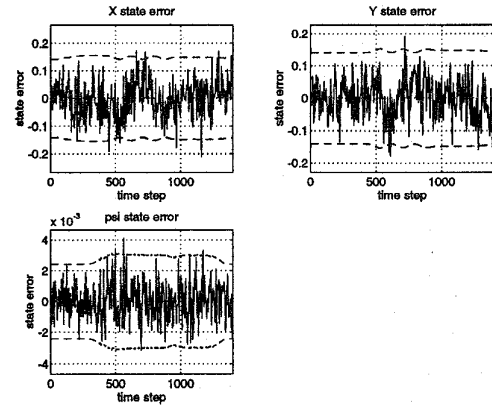 X state error
Y state error
state error
0.2
0.1
0
-0.1
-0.2
0
500
1000
time step
state error
0.2
0.1
0
-0.1
-0.2
0
500
1000
time step
x 10⁻³
psi state error
state error
4
2
0
-2
-4
0
500
1000
time step